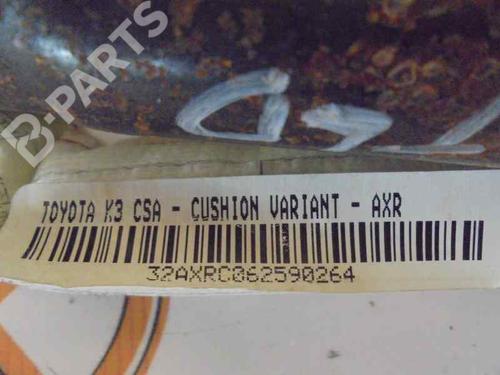 B-PARTS
TOYOTA K3 CSA - CUSHION VARIANT - AXR
32AXRC062590264